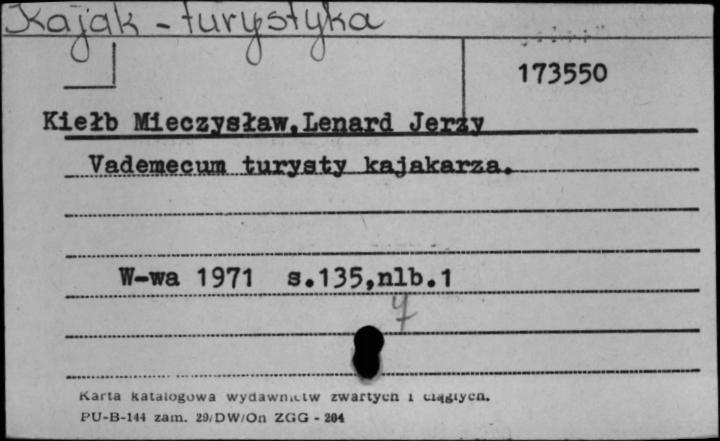 Kajak - turystyka
173550
Kiełb Mieczysław,Lenard Jerzy
Vademecum turysty kajakarza.
W-wa 1971 s.135,nlb.1
Karta katalogowa wydawnictw zwartych i ciągłych.
PU-B-144 zam. 29/DW/On ZGG - 204